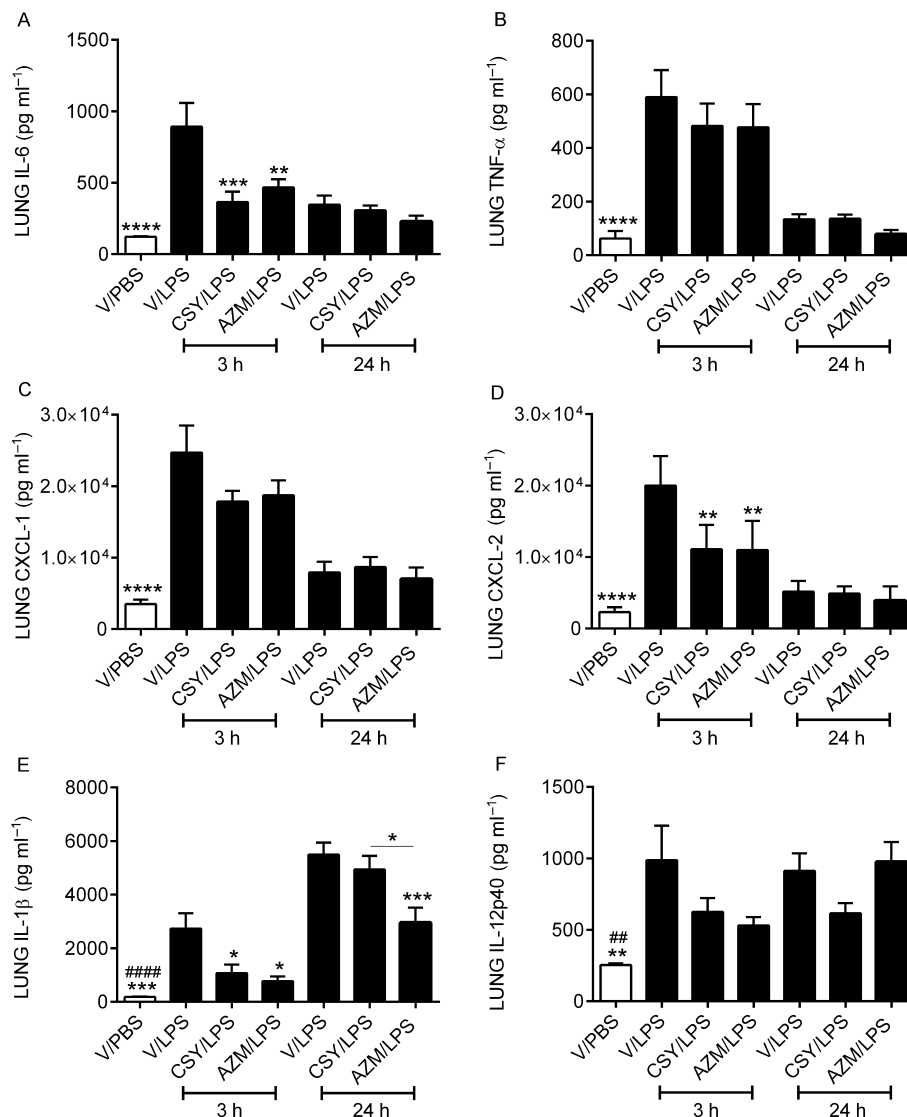 A
LUNG IL-6 (pg ml⁻¹)
1500
1000
500
0
****
***
**
V/PBS
V/LPS
CSY/LPS
AZM/LPS
V/LPS
CSY/LPS
AZM/LPS
3 h
24 h
B
LUNG TNF-α (pg ml⁻¹)
800
600
400
200
0
****
V/PBS
V/LPS
CSY/LPS
AZM/LPS
V/LPS
CSY/LPS
AZM/LPS
3 h
24 h
C
LUNG CXCL-1 (pg ml⁻¹)
3.0×10⁴
2.0×10⁴
1.0×10⁴
0
****
V/PBS
V/LPS
CSY/LPS
AZM/LPS
V/LPS
CSY/LPS
AZM/LPS
3 h
24 h
D
LUNG CXCL-2 (pg ml⁻¹)
3.0×10⁴
2.0×10⁴
1.0×10⁴
0
****
**
**
V/PBS
V/LPS
CSY/LPS
AZM/LPS
V/LPS
CSY/LPS
AZM/LPS
3 h
24 h
E
LUNG IL-1β (pg ml⁻¹)
8000
6000
4000
2000
0
####
***
*
*
*
***
V/PBS
V/LPS
CSY/LPS
AZM/LPS
V/LPS
CSY/LPS
AZM/LPS
3 h
24 h
F
LUNG IL-12p40 (pg ml⁻¹)
1500
1000
500
0
##
**
V/PBS
V/LPS
CSY/LPS
AZM/LPS
V/LPS
CSY/LPS
AZM/LPS
3 h
24 h